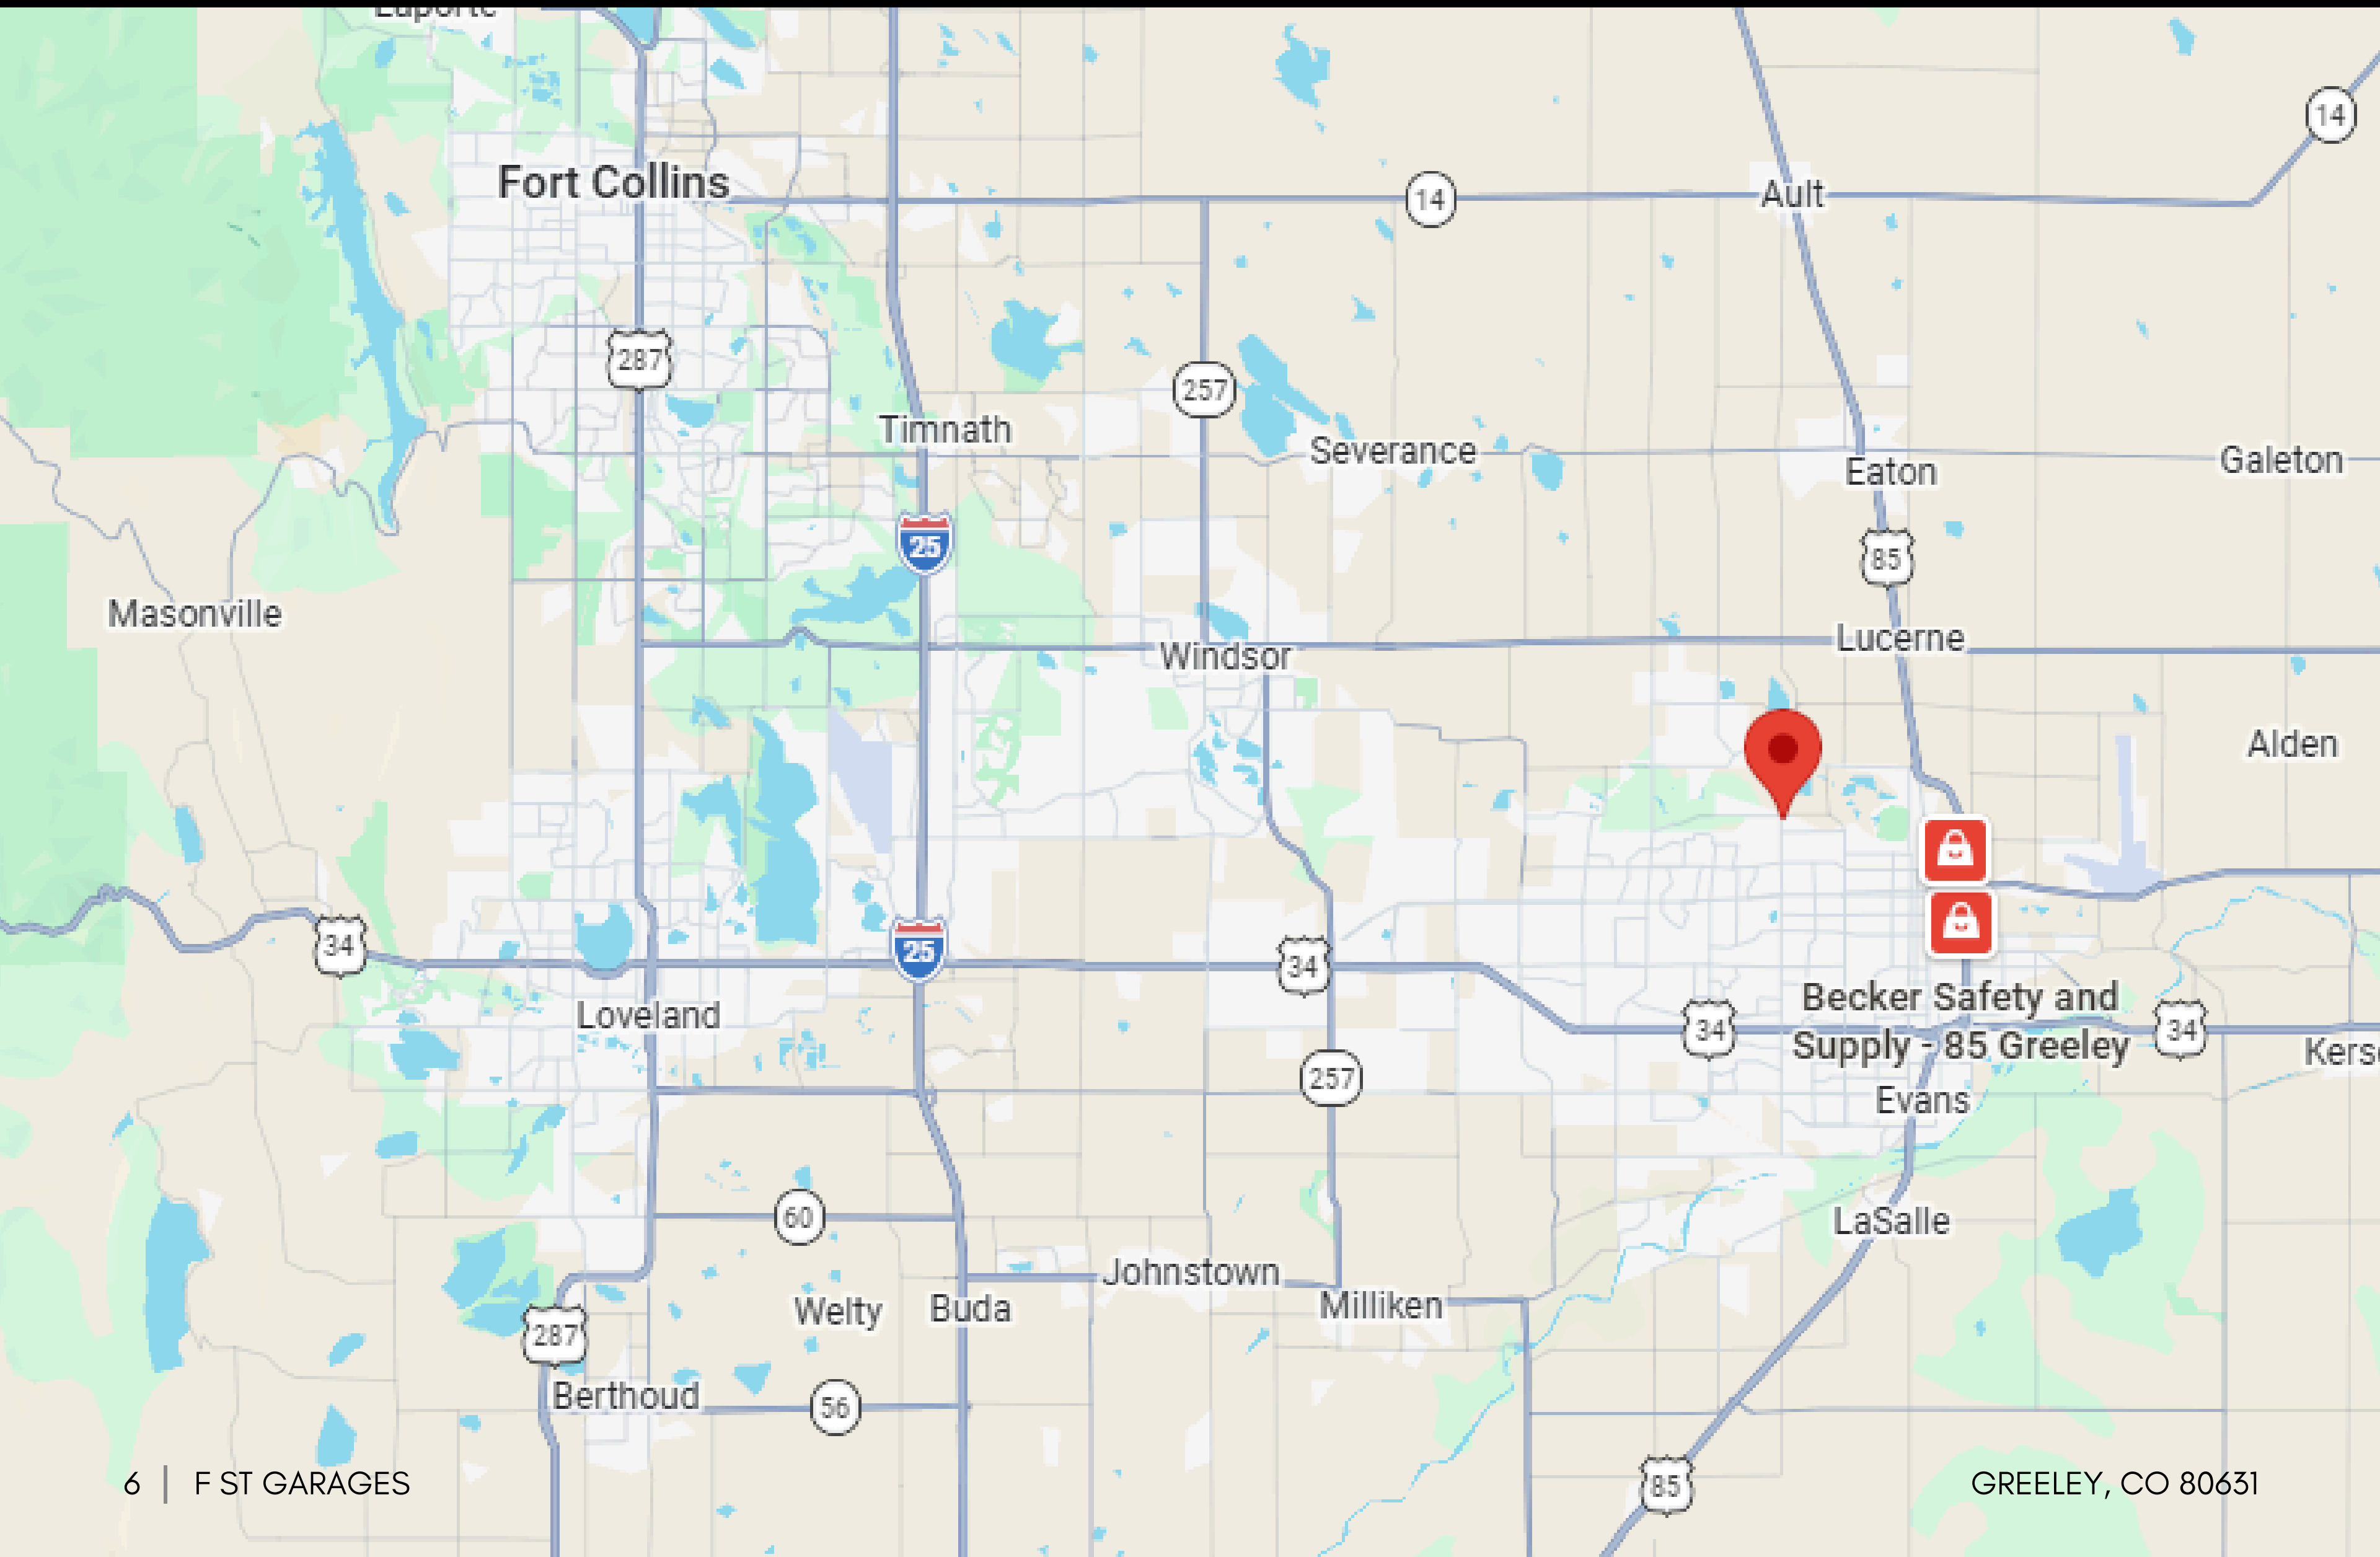 Laporte
14
Fort Collins
14
Ault
287
257
Timnath
Severance
Eaton
Galeton
25
85
Masonville
Lucerne
Windsor
Alden
34
25
34
Becker Safety and
Supply - 85 Greeley
34
34
Loveland
257
Evans
60
LaSalle
Johnstown
Welty
Buda
Milliken
287
Berthoud
56
85
6 | F ST GARAGES
GREELEY, CO 80631